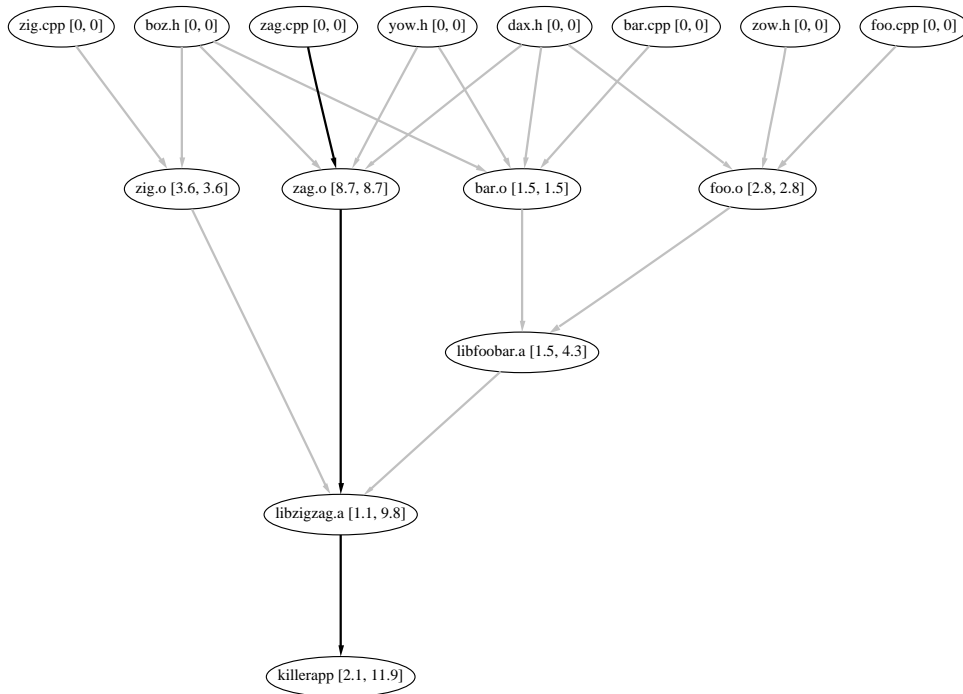 zig.cpp [0, 0]
boz.h [0, 0]
zag.cpp [0, 0]
yow.h [0, 0]
dax.h [0, 0]
bar.cpp [0, 0]
zow.h [0, 0]
foo.cpp [0, 0]
zig.o [3.6, 3.6]
zag.o [8.7, 8.7]
bar.o [1.5, 1.5]
foo.o [2.8, 2.8]
libfoobar.a [1.5, 4.3]
libzigzag.a [1.1, 9.8]
killerapp [2.1, 11.9]